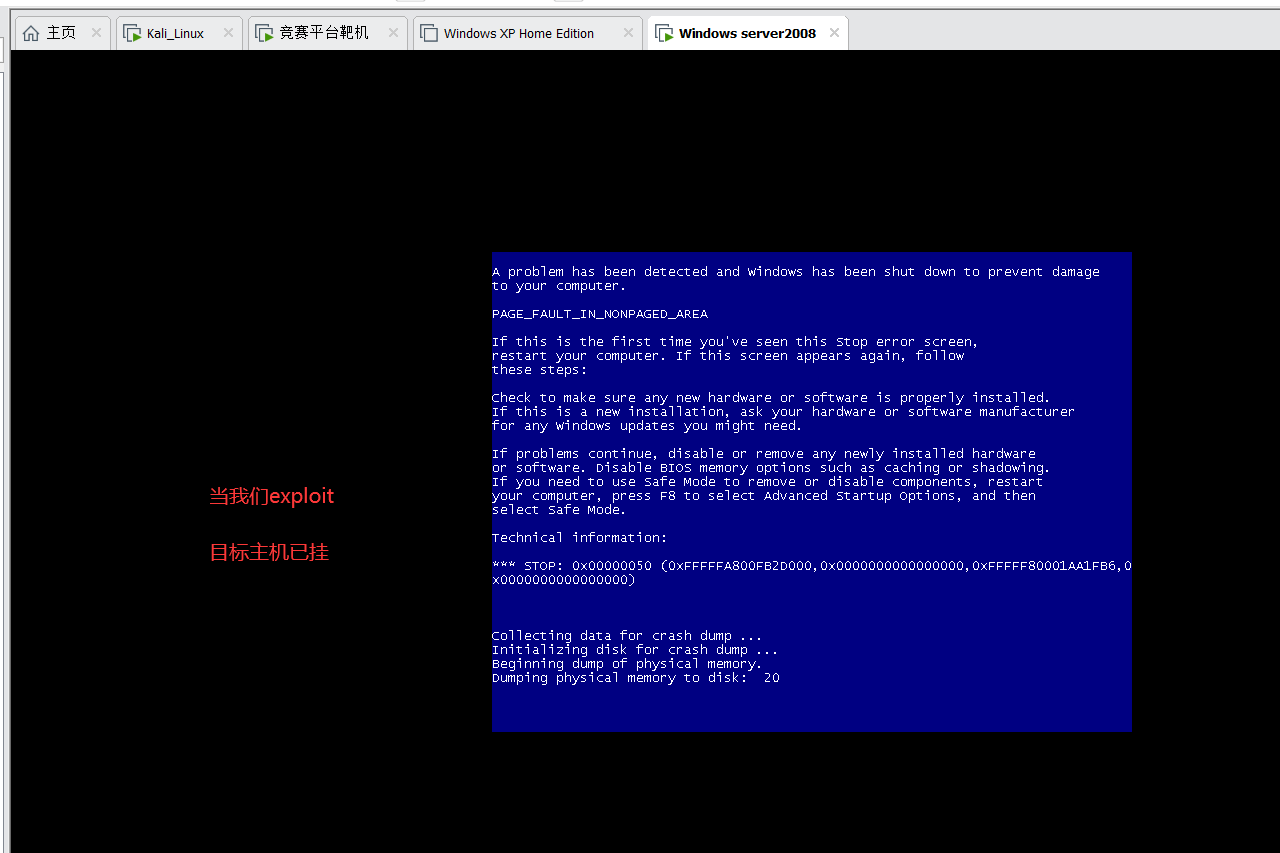 主页
Kali_Linux
竞赛平台靶机
Windows XP Home Edition
Windows server2008
A problem has been detected and Windows has been shut down to prevent damage
to your computer.
PAGE_FAULT_IN_NONPAGED_AREA
If this is the first time you've seen this Stop error screen,
restart your computer. If this screen appears again, follow
these steps:
Check to make sure any new hardware or software is properly installed.
If this is a new installation, ask your hardware or software manufacturer
for any Windows updates you might need.
If problems continue, disable or remove any newly installed hardware
or software. Disable BIOS memory options such as caching or shadowing.
If you need to use Safe Mode to remove or disable components, restart
your computer, press F8 to select Advanced Startup Options, and then
select Safe Mode.
Technical information:
*** STOP: 0x00000050 (0xFFFFFA800FB2D000,0x0000000000000000,0xFFFFF80001AA1FB6,0
x0000000000000000)
Collecting data for crash dump ...
Initializing disk for crash dump ...
Beginning dump of physical memory.
Dumping physical memory to disk:  20
当我们exploit
目标主机已挂